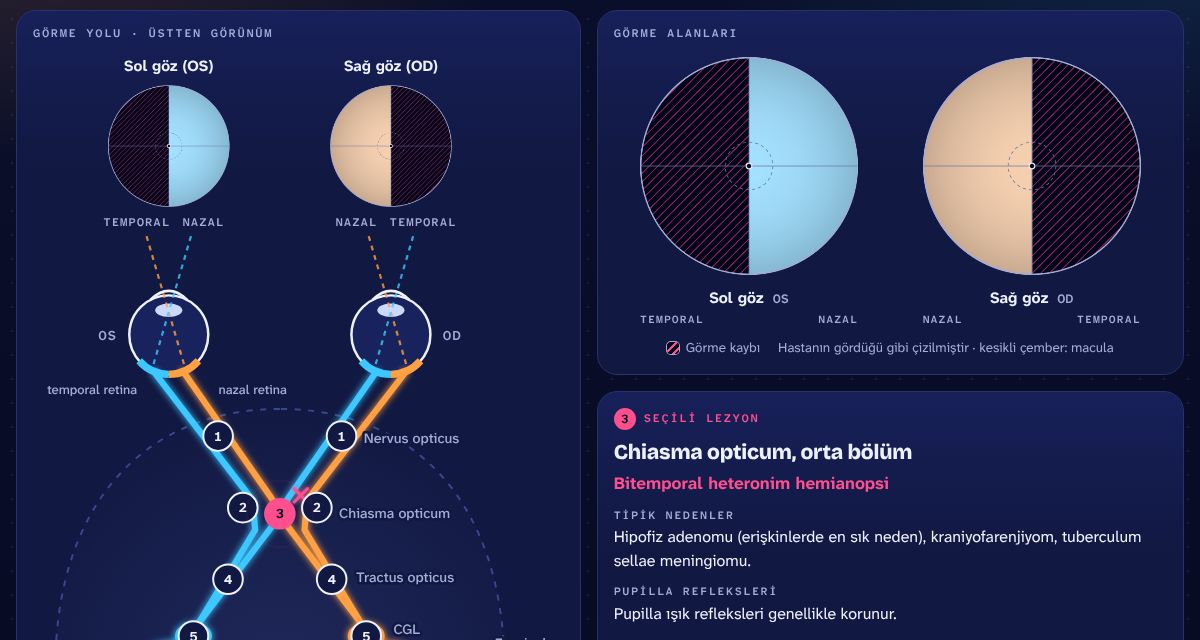 GÖRME YOLU · ÜSTTEN GÖRÜNÜM
Sol göz (OS)
Sağ göz (OD)
TEMPORAL NAZAL
NAZAL TEMPORAL
OS
OD
temporal retina
nazal retina
1
1
Nervus opticus
2
3
2
Chiasma opticum
4
4
Tractus opticus
5
5
CGL
GÖRME ALANLARI
Sol göz OS
Sağ göz OD
TEMPORAL
NAZAL
NAZAL
TEMPORAL
Görme kaybı
Hastanın gördüğü gibi çizilmiştir · kesikli çember: macula
3 SEÇİLİ LEZYON
Chiasma opticum, orta bölüm
Bitemporal heteronim hemianopsi
TİPİK NEDENLER
Hipofiz adenomu (erişkinlerde en sık neden), kraniyofarenjiyom, tuberculum
sellae meningiomu.
PUPİLLA REFLEKSLERİ
Pupilla ışık refleksleri genellikle korunur.